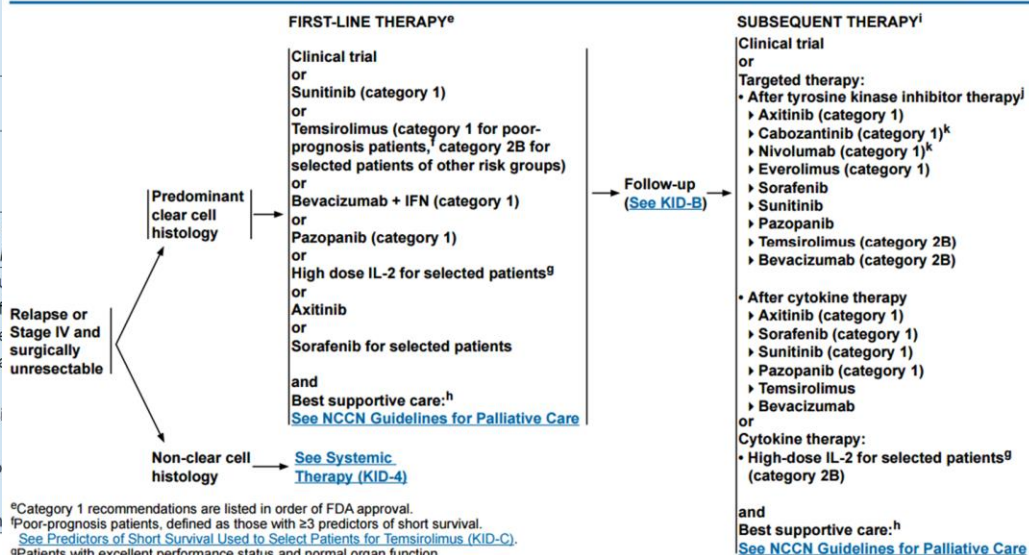 FIRST-LINE THERAPYe
Clinical trial
or
Sunitinib (category 1)
or
Temsirolimus (category 1 for poor-
prognosis patients,f category 2B for
selected patients of other risk groups)
or
Bevacizumab + IFN (category 1)
or
Pazopanib (category 1)
or
High dose IL-2 for selected patientsg
or
Axitinib
or
Sorafenib for selected patients
and
Best supportive care:h
See NCCN Guidelines for Palliative Care
Relapse or
Stage IV and
surgically
unresectable
Predominant
clear cell
histology
Non-clear cell
histology
See Systemic
Therapy (KID-4)
Follow-up
(See KID-B)
SUBSEQUENT THERAPYi
Clinical trial
or
Targeted therapy:
• After tyrosine kinase inhibitor therapyj
Axitinib (category 1)
Cabozantinib (category 1)k
Nivolumab (category 1)k
Everolimus (category 1)
Sorafenib
Sunitinib
Pazopanib
Temsirolimus (category 2B)
Bevacizumab (category 2B)
• After cytokine therapy
Axitinib (category 1)
Sorafenib (category 1)
Sunitinib (category 1)
Pazopanib (category 1)
Temsirolimus
Bevacizumab
or
Cytokine therapy:
• High-dose IL-2 for selected patientsg
(category 2B)
and
Best supportive care:h
See NCCN Guidelines for Palliative Care
eCategory 1 recommendations are listed in order of FDA approval.
fPoor-prognosis patients, defined as those with ≥3 predictors of short survival.
See Predictors of Short Survival Used to Select Patients for Temsirolimus (KID-C).
gPatients with excellent performance status and normal organ function.